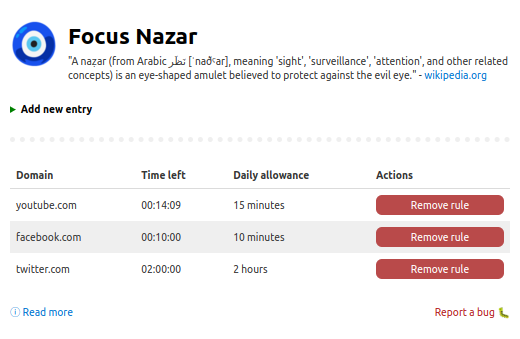 Focus Nazar
"A naẓar (from Arabic نَظَر [ˈnaðˤar], meaning 'sight', 'surveillance', 'attention', and other related
concepts) is an eye-shaped amulet believed to protect against the evil eye." - wikipedia.org
▶ Add new entry
Domain Time left Daily allowance Actions
youtube.com 00:14:09 15 minutes Remove rule
facebook.com 00:10:00 10 minutes Remove rule
twitter.com 02:00:00 2 hours Remove rule
ⓘ Read more Report a bug 🐛